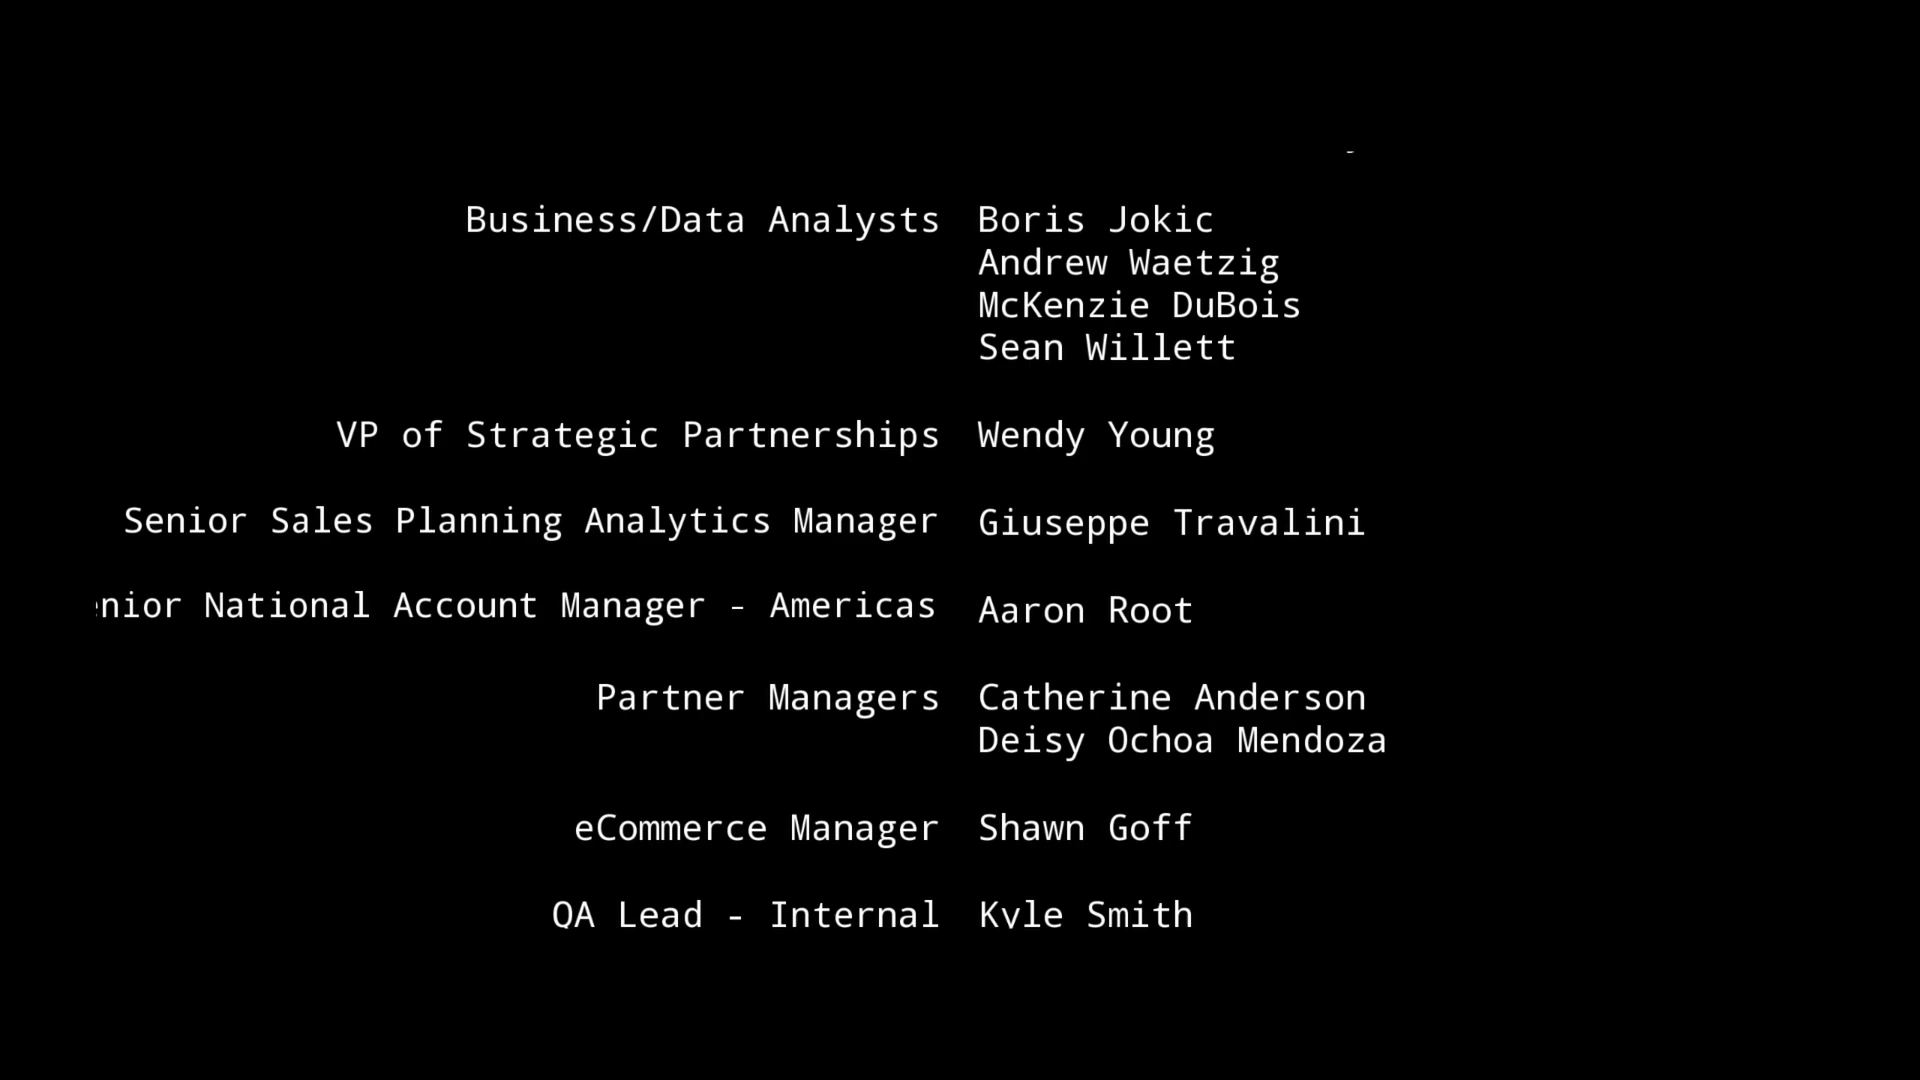 Business/Data Analysts Boris Jokic
Andrew Waetzig
McKenzie DuBois
Sean Willett
VP of Strategic Partnerships Wendy Young
Senior Sales Planning Analytics Manager Giuseppe Travalini
enior National Account Manager - Americas Aaron Root
Partner Managers Catherine Anderson
Deisy Ochoa Mendoza
eCommerce Manager Shawn Goff
QA Lead - Internal Kyle Smith